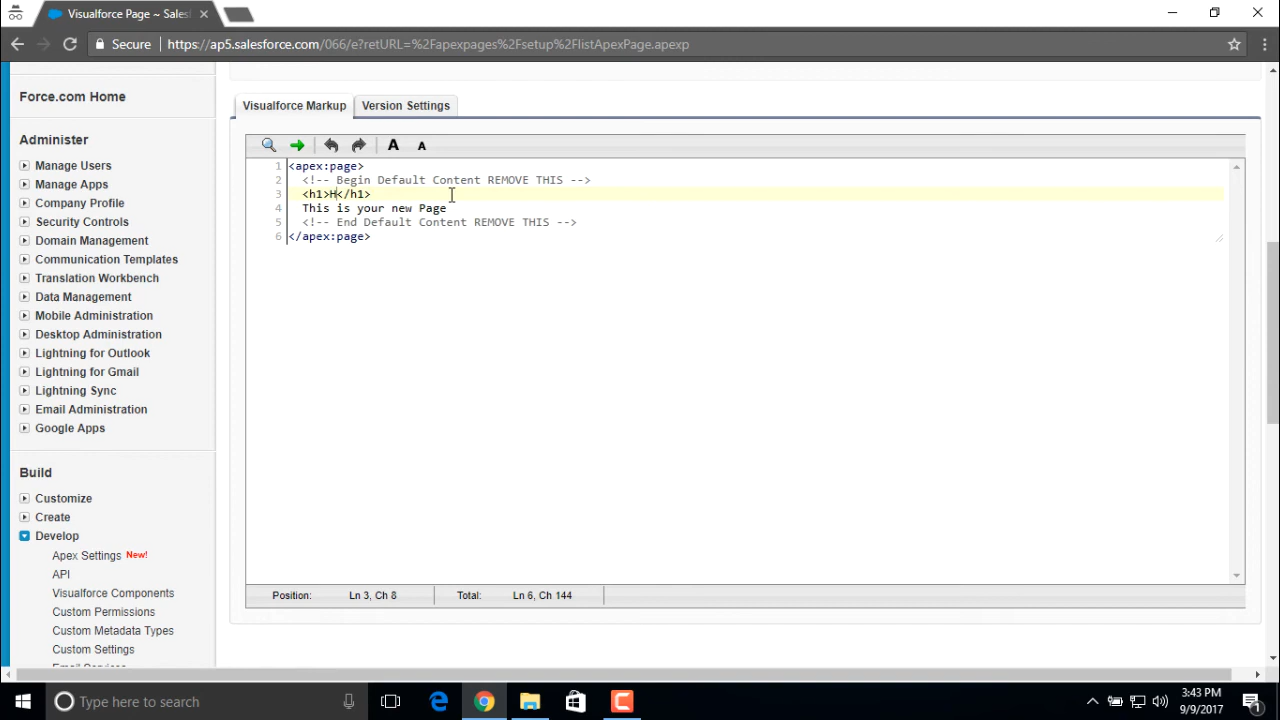 Visualforce Page ~ Sales
Secure
https://ap5.salesforce.com/066/e?retURL=%2Fapexpages%2Fsetup%2FlistApexPage.apexp
Force.com Home
Administer
Manage Users
Manage Apps
Company Profile
Security Controls
Domain Management
Communication Templates
Translation Workbench
Data Management
Mobile Administration
Desktop Administration
Lightning for Outlook
Lightning for Gmail
Lightning Sync
Email Administration
Google Apps
Build
Customize
Create
Develop
Apex Settings New!
API
Visualforce Components
Custom Permissions
Custom Metadata Types
Custom Settings
Visualforce Markup Version Settings
A A
1 <apex:page>
2 <!-- Begin Default Content REMOVE THIS -->
3 <h1>H</h1>
4 This is your new Page
5 <!-- End Default Content REMOVE THIS -->
6 </apex:page>
Position: Ln 3, Ch 8 Total: Ln 6, Ch 144
Type here to search
3:43 PM
9/9/2017
1